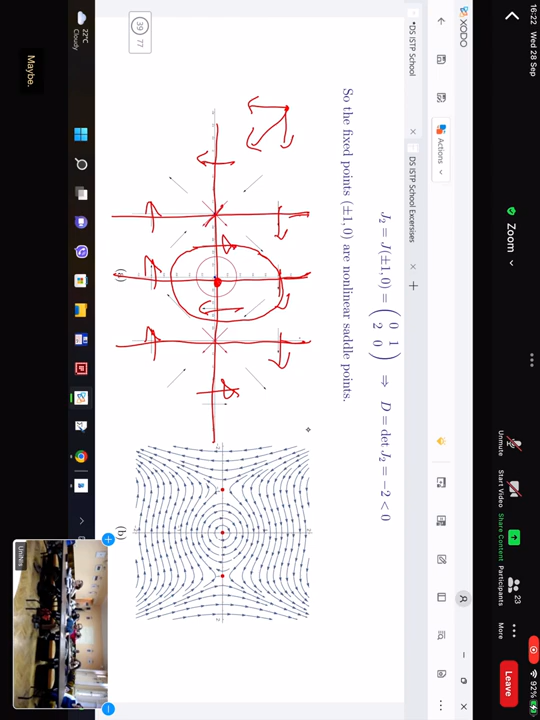 16:22 Wed 28 Sep
92%
Zoom
Unmute
Start Video
Share Content
Participants
23
More
Leave
XODO
*DS ISTP School
DS ISTP School Excersises
Actions
J₂ = J(±1, 0) = ( 0 1 2 0 ) ⇒ D = det J₂ = −2 < 0
So the fixed points (±1, 0) are nonlinear saddle points.
(b)
39 77
22°C
Cloudy
UniNis
Maybe.